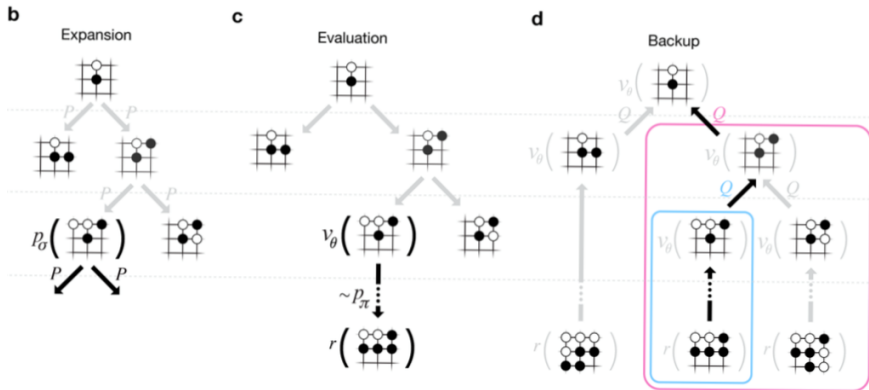 b
Expansion
P P
P P
p_σ ( )
P P
c
Evaluation
v_θ ( )
~p_π
r ( )
d
Backup
v_θ ( )
Q Q
v_θ ( ) v_θ ( )
Q Q
v_θ ( ) v_θ ( )
r ( ) r ( ) r ( )